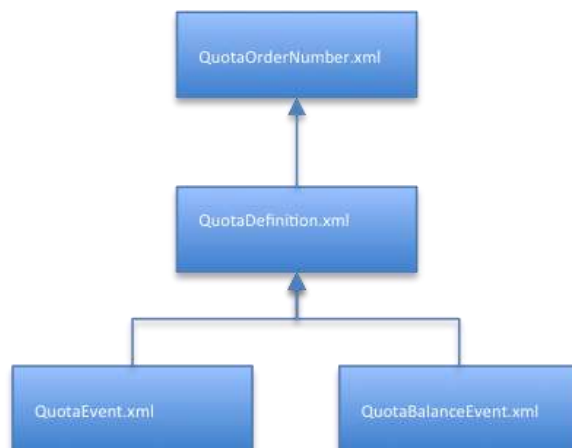 QuotaOrderNumber.xml
QuotaDefinition.xml
QuotaEvent.xml
QuotaBalanceEvent.xml